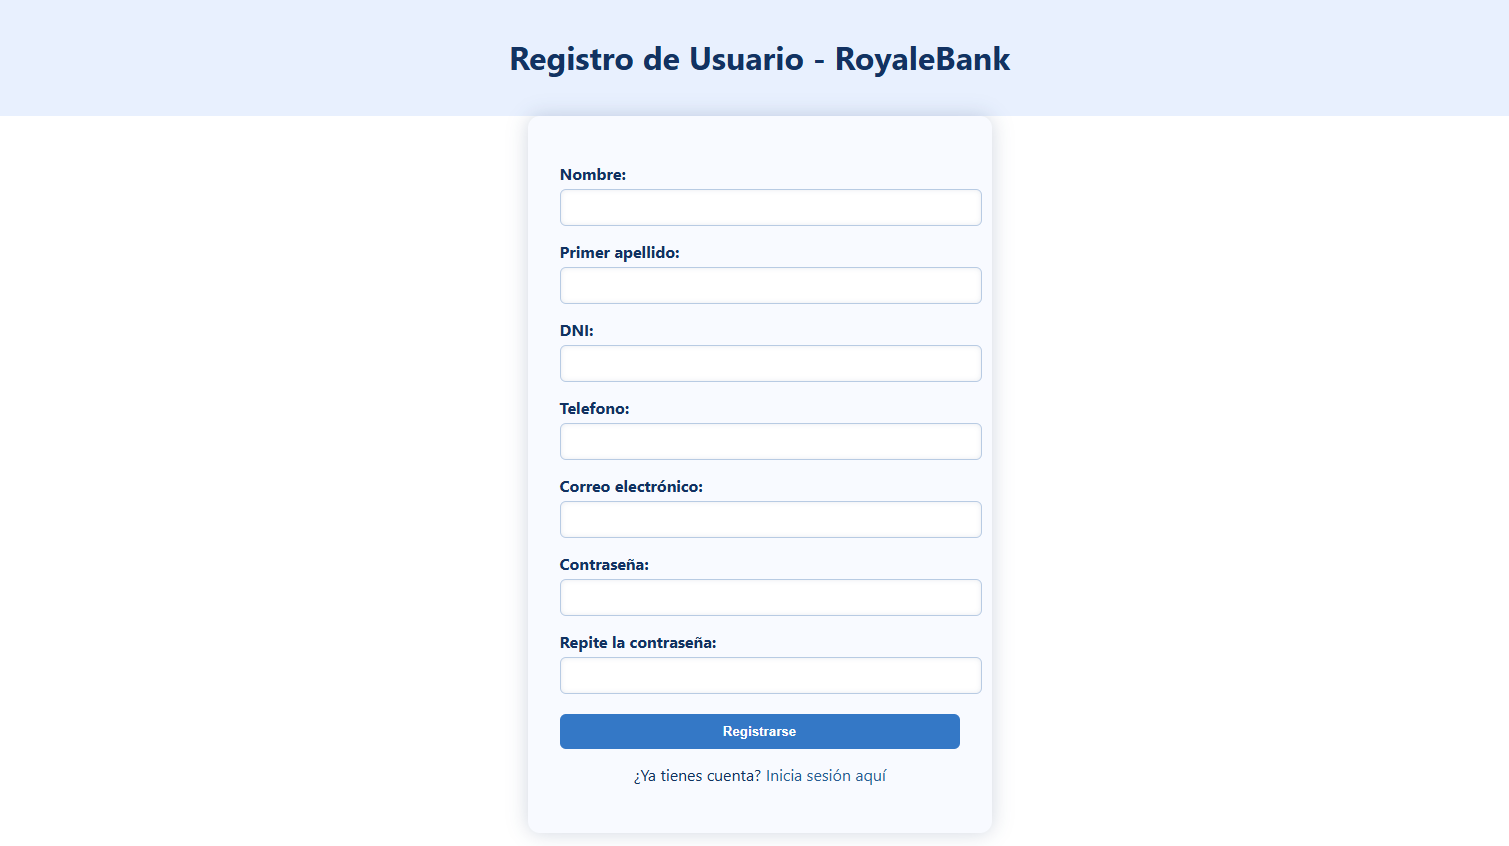 Registro de Usuario - RoyaleBank
Nombre:
Primer apellido:
DNI:
Telefono:
Correo electrónico:
Contraseña:
Repite la contraseña:
Registrarse
¿Ya tienes cuenta? Inicia sesión aquí